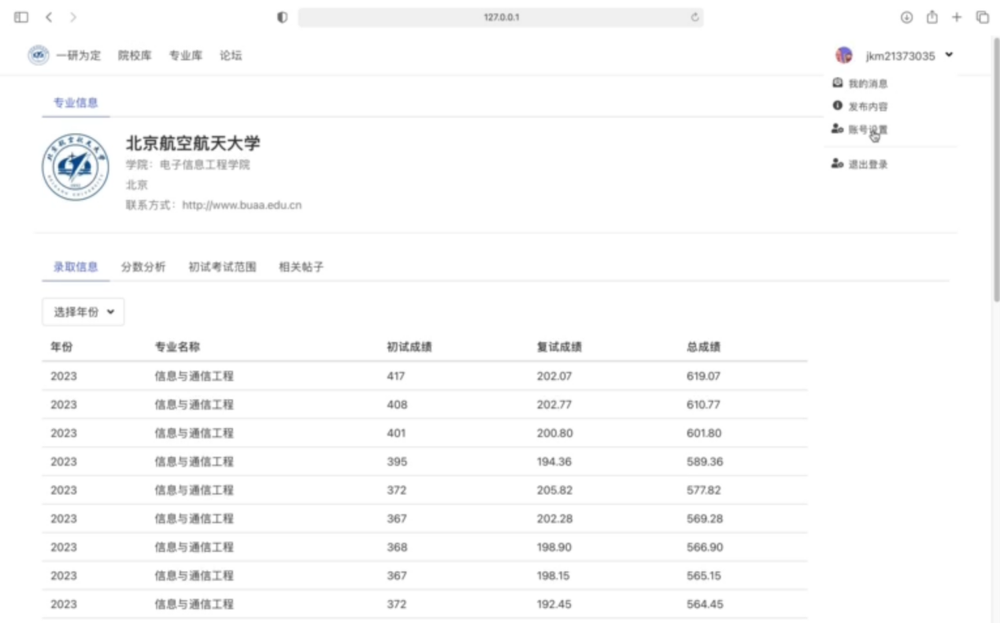 127.0.0.1
一研为定 院校库 专业库 论坛 jkm21373035
我的消息
发布内容
账号设置
退出登录
专业信息
北京航空航天大学
学院：电子信息工程学院
北京
联系方式：http://www.buaa.edu.cn
录取信息 分数分析 初试考试范围 相关帖子
选择年份
年份 专业名称 初试成绩 复试成绩 总成绩
2023 信息与通信工程 417 202.07 619.07
2023 信息与通信工程 408 202.77 610.77
2023 信息与通信工程 401 200.80 601.80
2023 信息与通信工程 395 194.36 589.36
2023 信息与通信工程 372 205.82 577.82
2023 信息与通信工程 367 202.28 569.28
2023 信息与通信工程 368 198.90 566.90
2023 信息与通信工程 367 198.15 565.15
2023 信息与通信工程 372 192.45 564.45